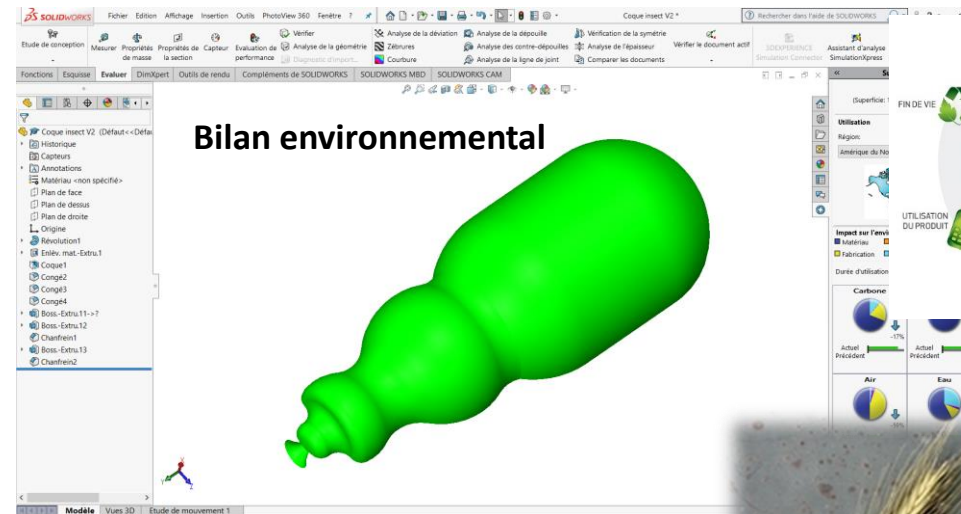 SOLIDWORKS Fichier Edition Affichage Insertion Outils PhotoView 360 Fenêtre ? Coque insect V2 * Rechercher dans l'aide de SOLIDWORKS
Etude de conception
Mesurer
Propriétés de masse
Propriétés de la section
Capteur
Evaluation de performance
Vérifier
Analyse de la géométrie
Diagnostic d'import...
Analyse de la déviation
Zébrures
Courbure
Analyse de la dépouille
Analyse des contre-dépouilles
Analyse de la ligne de joint
Vérification de la symétrie
Analyse de l'épaisseur
Comparer les documents
Vérifier le document actif
3DEXPERIENCE
Simulation Connector
Assistant d'analyse
SimulationXpress
Fonctions Esquisse Evaluer DimXpert Outils de rendu Compléments de SOLIDWORKS SOLIDWORKS MBD SOLIDWORKS CAM
Coque insect V2 (Défaut<<Défau
Historique
Capteurs
Annotations
Matériau <non spécifié>
Plan de face
Plan de dessus
Plan de droite
Origine
Révolution1
Enlèv. mat.-Extru.1
Coque1
Congé2
Congé3
Congé4
Boss.-Extru.11->?
Boss.-Extru.12
Chanfrein1
Boss.-Extru.13
Chanfrein2
Bilan environnemental
(Superficie:
Utilisation
Région:
Amérique du No
Impact sur l'envi
Matériau
Fabrication
Durée d'utilisation
Carbone
-17%
Actuel
Précédent
Actuel
Précédent
Air
Eau
FIN DE VIE
UTILISATION
DU PRODUIT
Modèle Vues 3D Etude de mouvement 1